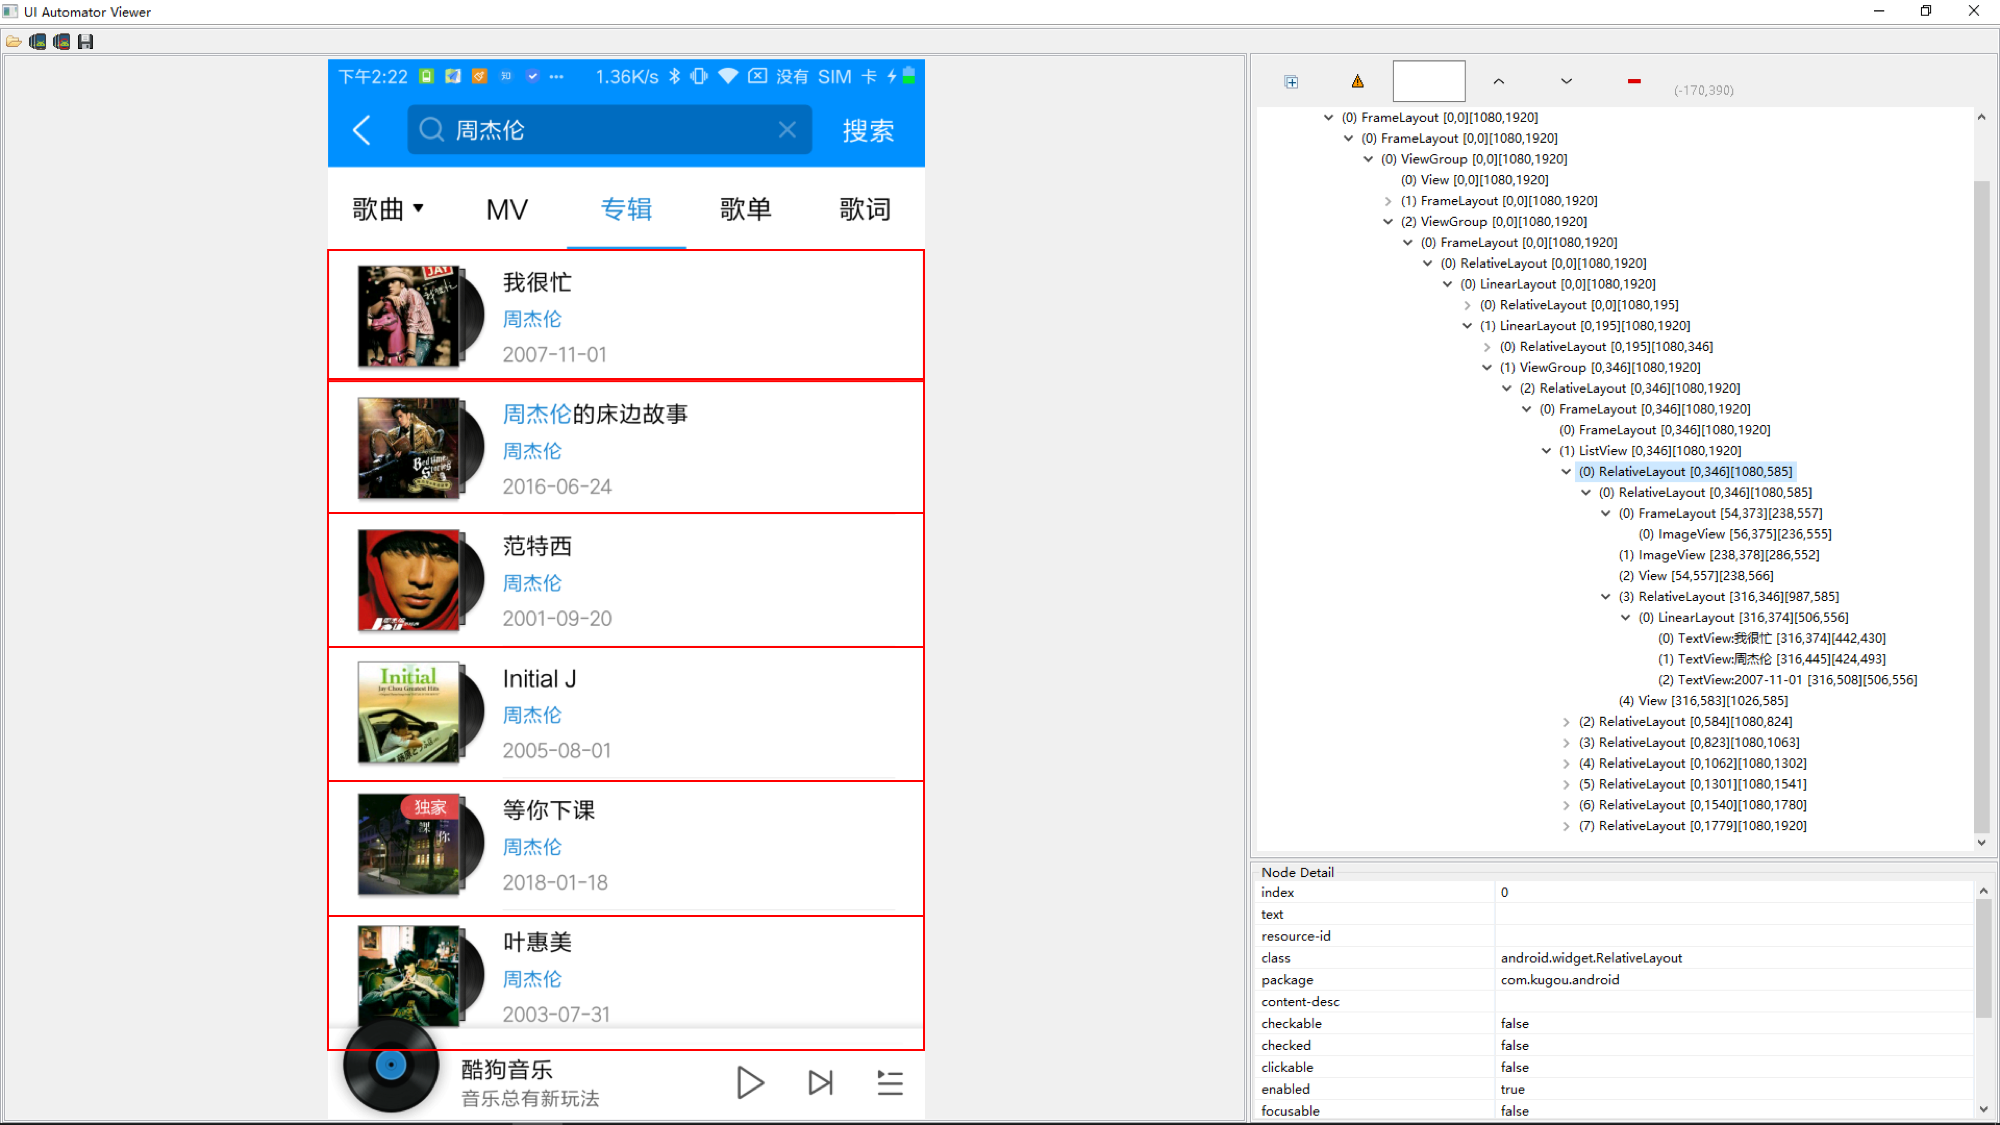 UI Automator Viewer
下午2:22
知
1.36K/s
没有 SIM 卡
周杰伦
搜索
歌曲
MV
专辑
歌单
歌词
JAY
我很忙
周杰伦
2007-11-01
周杰伦的床边故事
周杰伦
2016-06-24
范特西
周杰伦
2001-09-20
Initial
Jay Chou Greatest Hits
Initial J
周杰伦
2005-08-01
独家
等你下课
周杰伦
2018-01-18
叶惠美
周杰伦
2003-07-31
酷狗音乐
音乐总有新玩法
(-170,390)
(0) FrameLayout [0,0][1080,1920]
(0) FrameLayout [0,0][1080,1920]
(0) ViewGroup [0,0][1080,1920]
(0) View [0,0][1080,1920]
(1) FrameLayout [0,0][1080,1920]
(2) ViewGroup [0,0][1080,1920]
(0) FrameLayout [0,0][1080,1920]
(0) RelativeLayout [0,0][1080,1920]
(0) LinearLayout [0,0][1080,1920]
(0) RelativeLayout [0,0][1080,195]
(1) LinearLayout [0,195][1080,1920]
(0) RelativeLayout [0,195][1080,346]
(1) ViewGroup [0,346][1080,1920]
(2) RelativeLayout [0,346][1080,1920]
(0) FrameLayout [0,346][1080,1920]
(0) FrameLayout [0,346][1080,1920]
(1) ListView [0,346][1080,1920]
(0) RelativeLayout [0,346][1080,585]
(0) RelativeLayout [0,346][1080,585]
(0) FrameLayout [54,373][238,557]
(0) ImageView [56,375][236,555]
(1) ImageView [238,378][286,552]
(2) View [54,557][238,566]
(3) RelativeLayout [316,346][987,585]
(0) LinearLayout [316,374][506,556]
(0) TextView:我很忙 [316,374][442,430]
(1) TextView:周杰伦 [316,445][424,493]
(2) TextView:2007-11-01 [316,508][506,556]
(4) View [316,583][1026,585]
(2) RelativeLayout [0,584][1080,824]
(3) RelativeLayout [0,823][1080,1063]
(4) RelativeLayout [0,1062][1080,1302]
(5) RelativeLayout [0,1301][1080,1541]
(6) RelativeLayout [0,1540][1080,1780]
(7) RelativeLayout [0,1779][1080,1920]
Node Detail
index 0
text
resource-id
class android.widget.RelativeLayout
package com.kugou.android
content-desc
checkable false
checked false
clickable false
enabled true
focusable false